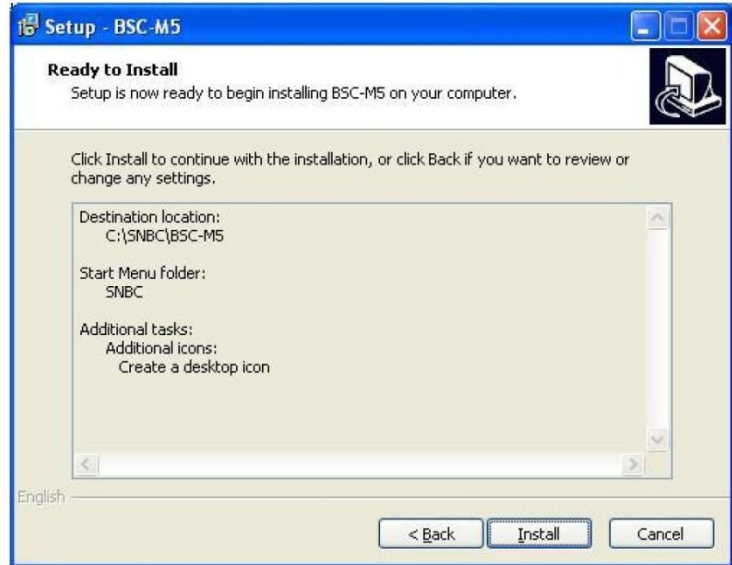 Setup - BSC-M5
Ready to Install
Setup is now ready to begin installing BSC-M5 on your computer.
Click Install to continue with the installation, or click Back if you want to review or
change any settings.
Destination location:
C:\SNBC\BSC-M5
Start Menu folder:
SNBC
Additional tasks:
Additional icons:
Create a desktop icon
English
< Back
Install
Cancel